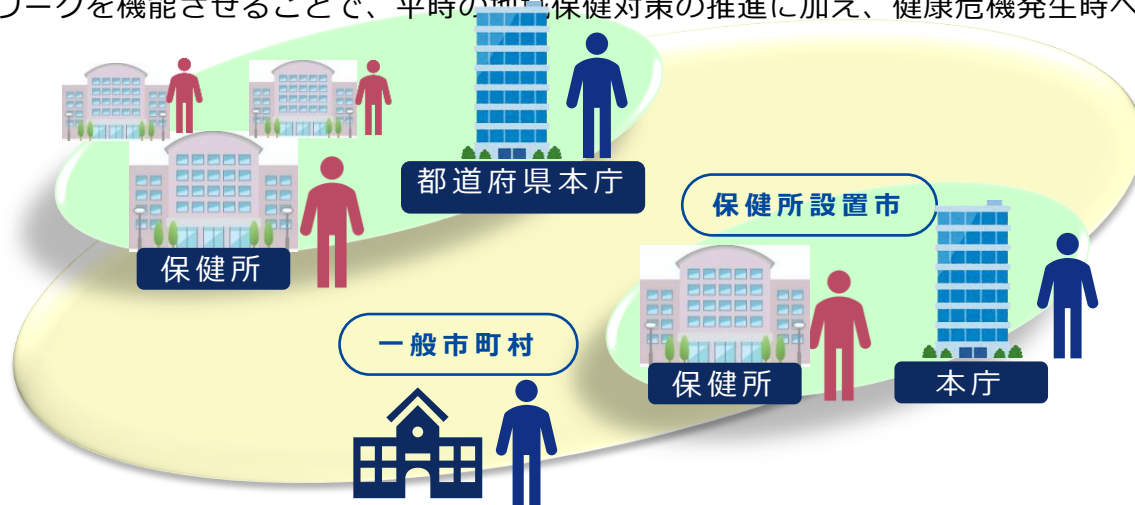 ワークを機能させることで、平時の地域保健対策の推進に加え、健康危機発生時へ
都道府県本庁
保健所設置市
保健所
一般市町村
保健所
本庁